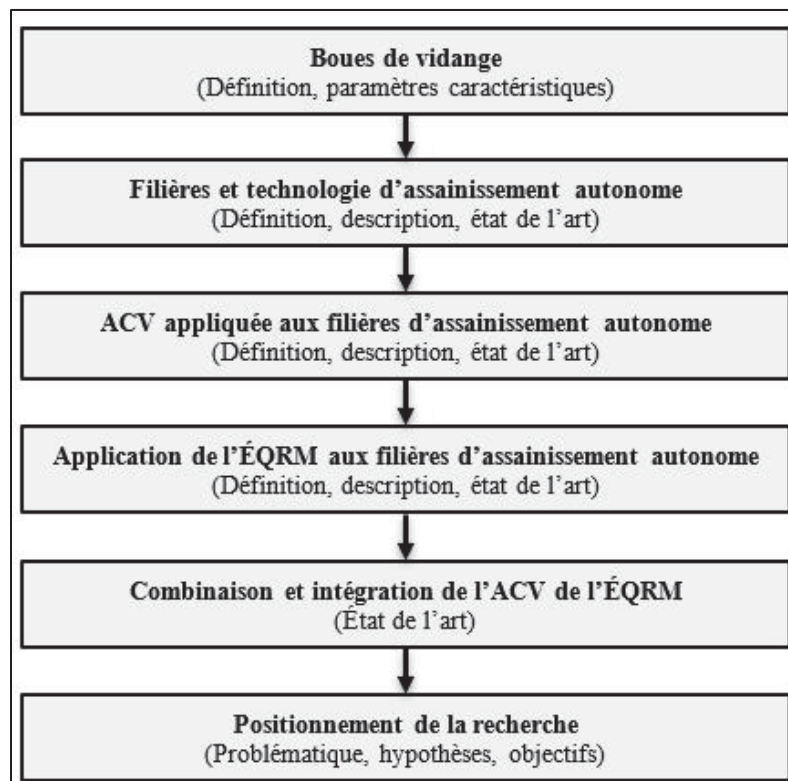 Boues de vidange
(Définition, paramètres caractéristiques)
Filières et technologie d’assainissement autonome
(Définition, description, état de l’art)
ACV appliquée aux filières d’assainissement autonome
(Définition, description, état de l’art)
Application de l’ÉQRM aux filières d’assainissement autonome
(Définition, description, état de l’art)
Combinaison et intégration de l’ACV de l’ÉQRM
(État de l’art)
Positionnement de la recherche
(Problématique, hypothèses, objectifs)